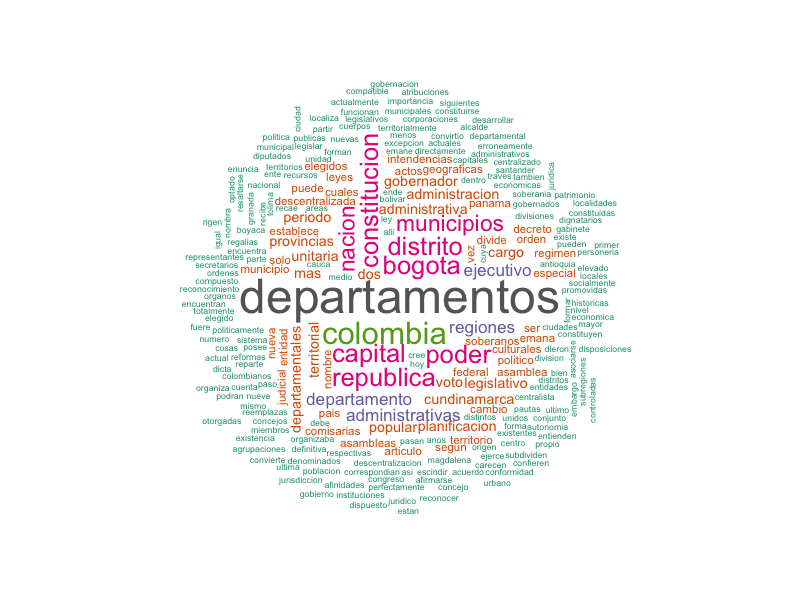 gobernacion
compatible atribuciones
actualmente importancia siguientes
ciudad
funcionan municipales constituirse
localiza legislativos corporaciones desarrollar
partir cuerpos territorialmente alcalde
politica publicas nuevas menos convirtio departamental
constitucion
municipal legislar excepcion actuales erroneamente
diputados forman emane directamente administrativos
unidad intendencias capitales centralizado
enuncia territorios elegidos actos geograficas santander juridica
ente recursos leyes traves tambien
optado resaltarse nacional puede cuales gobernador dentro economicas
descentralizada ende administracion soberania patrimonio
nombra granada recibe tolima recae areas bolivar panama gobernados localidades
igual periodo nacion ley administrativa divisiones constituidas
rigen dignatarios
boyaca establece alli municipios decreto gabinete
regalias provincias distrito divide orden existe primer
encuentra pueden personeria
representantes parte solo unitaria vez cuya cargo regimen
secretarios municipio mas dos bogota ejecutivo especial antioquia elevado
reconocimiento ordenes medio locales
compuesto socialmente
rigen
organos departamentos promovidas
encuentran formar historicas
totalmente nivel
fuere colombia regiones economica
politicamente nueva territorial ser ciudades mayor
numero sistema entidad soberanos emana constituyen
actual reformas capital cree poder culturales division disposiciones
reparte judicial departamentales nombre hoy politico dieron asociarse
dicta federal asamblea bien
colombianos republica voto legislativo distritos subregiones
organiza cuenta paso entidades embargo controladas
podran nueve departamento cundinamarca centralista
mismo cambio pautas ultimo
reemplazas pais administrativas distintos unidos conjunto
otorgadas concejos debe forma autonomia
miembros comisarias popular planificacion existentes entienden
existencia organizaba asambleas pasan anos territorio origen centro propio
agrupaciones definitiva respectivas articulo segun ejerce subdividen
convierte denominados descentralizacion magdalena carecen confieren
ultima cauca poblacion correspondian asi escindir acuerdo conformidad
jurisdiccion congreso afirmarse urbano
afinidades perfectamente concejo
gobierno instituciones reconocer
dispuesto juridico
estan